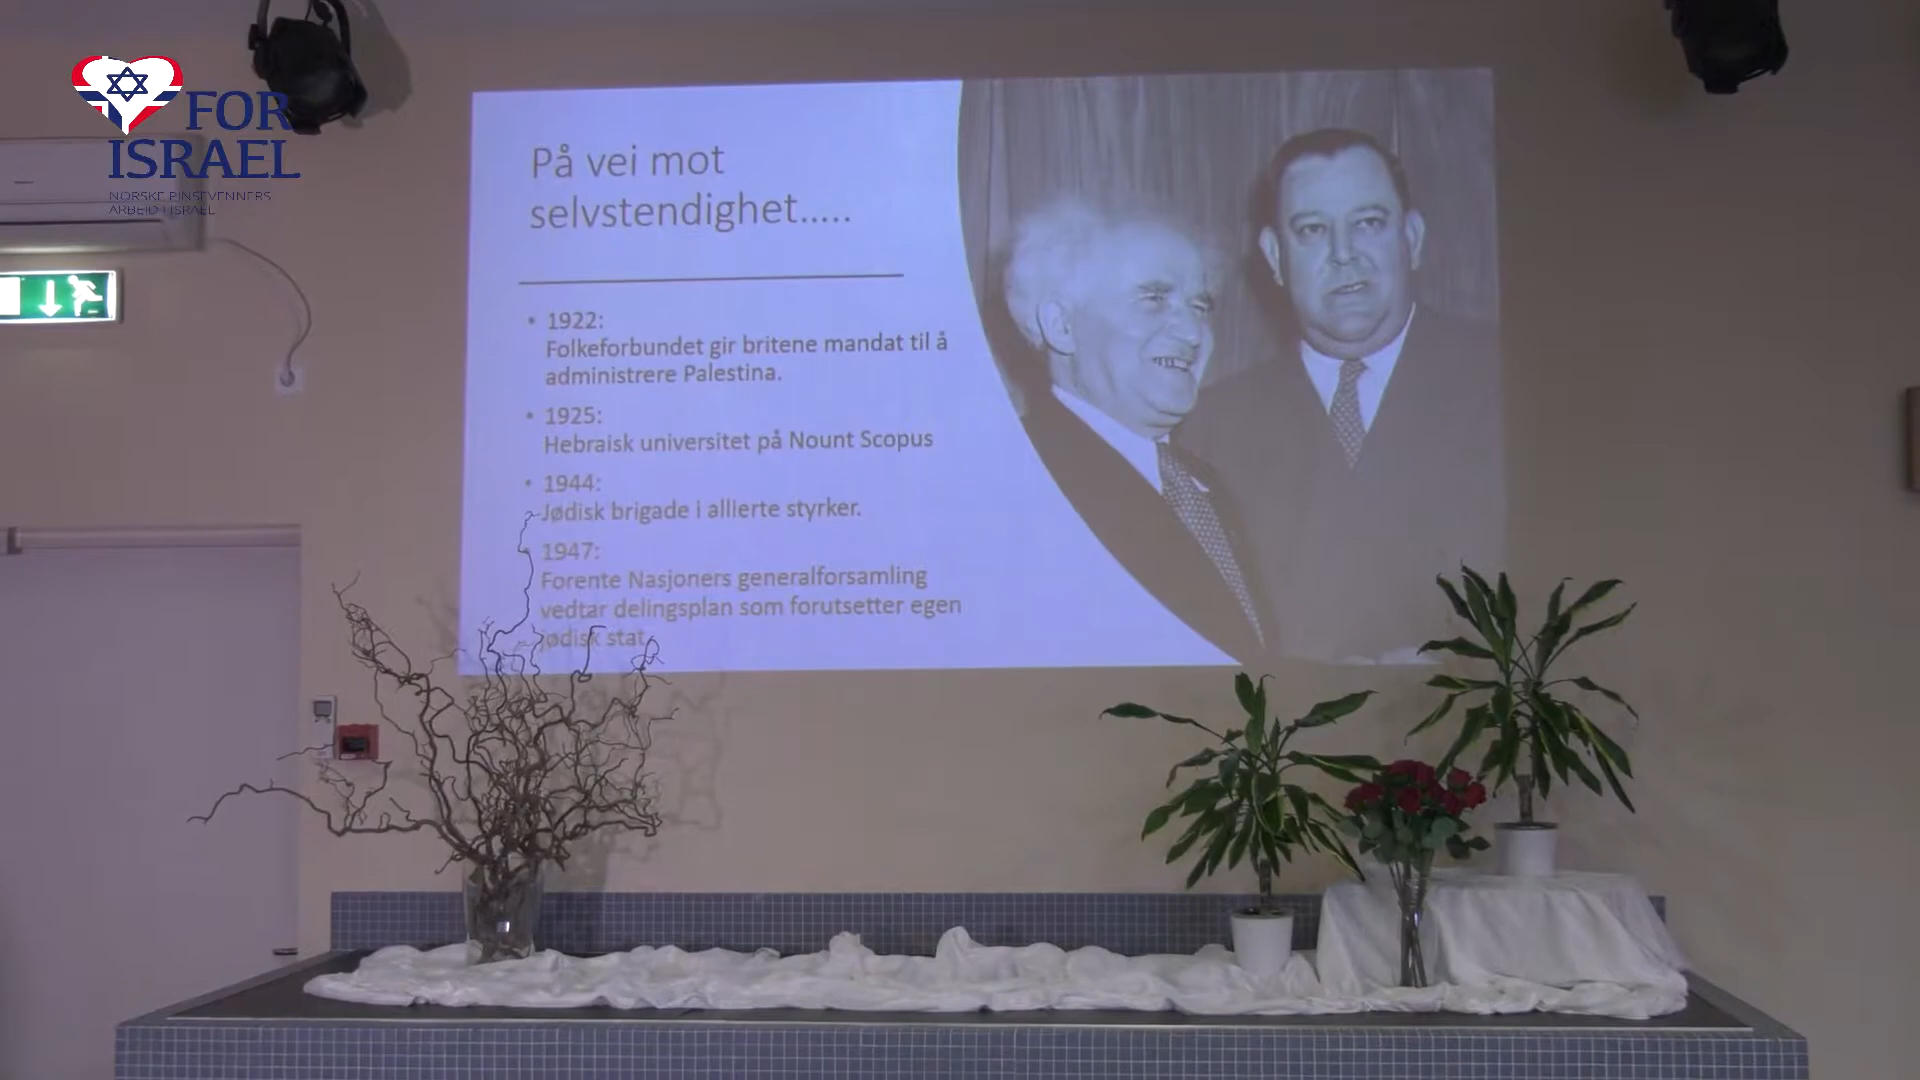 FOR
ISRAEL
NORSKE PINSEVENNERS
ARBEID I ISRAEL
På vei mot
selvstendighet.....
• 1922:
Folkeforbundet gir britene mandat til å
administrere Palestina.
• 1925:
Hebraisk universitet på Nount Scopus
• 1944:
Jødisk brigade i allierte styrker.
1947:
Forente Nasjoners generalforsamling
vedtar delingsplan som forutsetter egen
jødisk stat